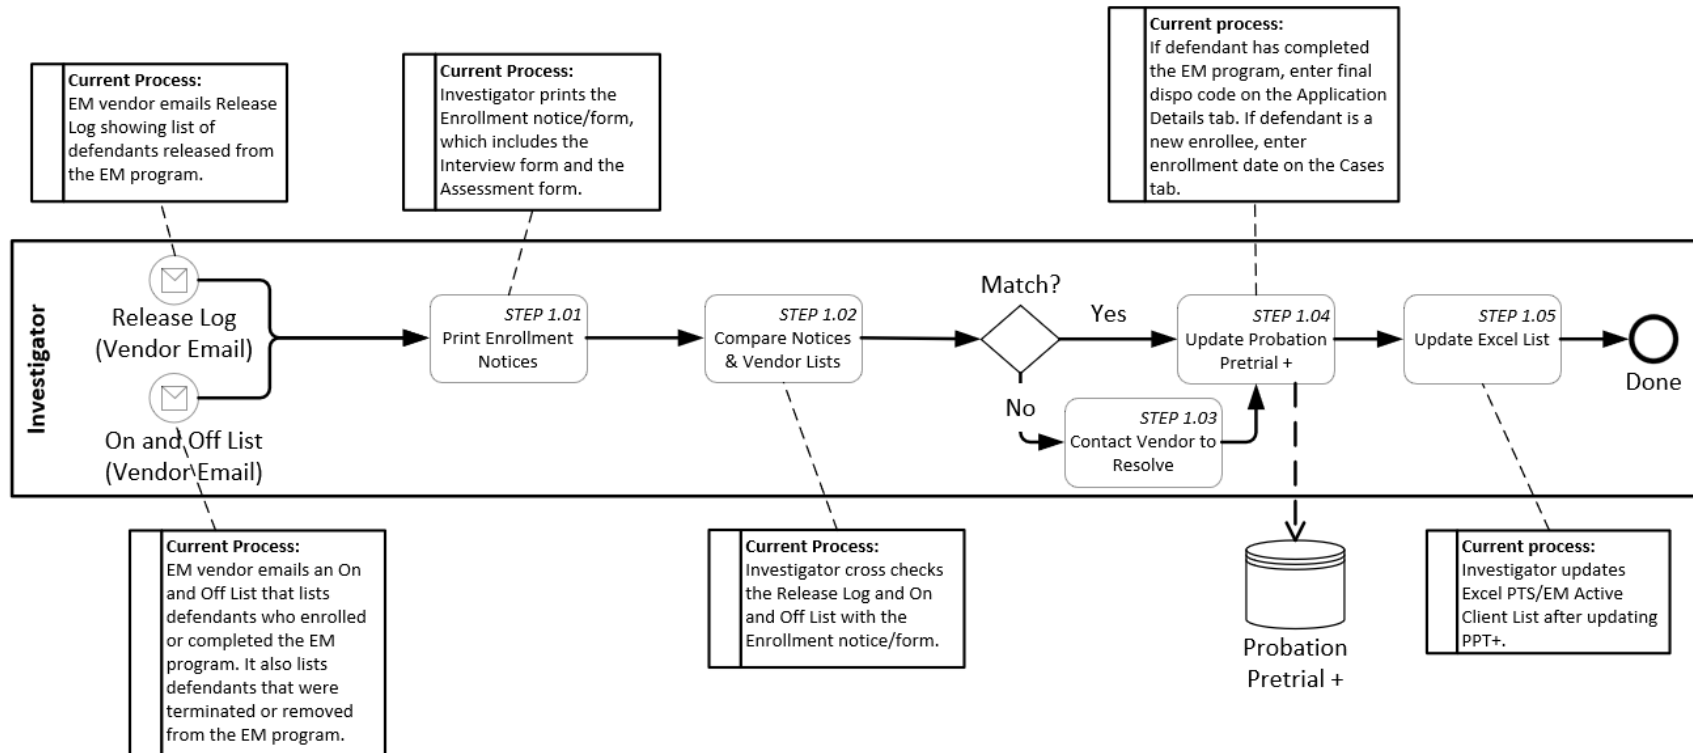 Current Process:
EM vendor emails Release
Log showing list of
defendants released from
the EM program.
Current Process:
Investigator prints the
Enrollment notice/form,
which includes the
Interview form and the
Assessment form.
Current process:
If defendant has completed
the EM program, enter final
dispo code on the Application
Details tab. If defendant is a
new enrollee, enter
enrollment date on the Cases
tab.
Investigator
Release Log
(Vendor Email)
On and Off List
(Vendor Email)
STEP 1.01
Print Enrollment
Notices
STEP 1.02
Compare Notices
& Vendor Lists
Match?
Yes
No
STEP 1.03
Contact Vendor to
Resolve
STEP 1.04
Update Probation
Pretrial +
STEP 1.05
Update Excel List
Done
Current Process:
EM vendor emails an On
and Off List that lists
defendants who enrolled
or completed the EM
program. It also lists
defendants that were
terminated or removed
from the EM program.
Current Process:
Investigator cross checks
the Release Log and On
and Off List with the
Enrollment notice/form.
Probation
Pretrial +
Current process:
Investigator updates
Excel PTS/EM Active
Client List after updating
PPT+.